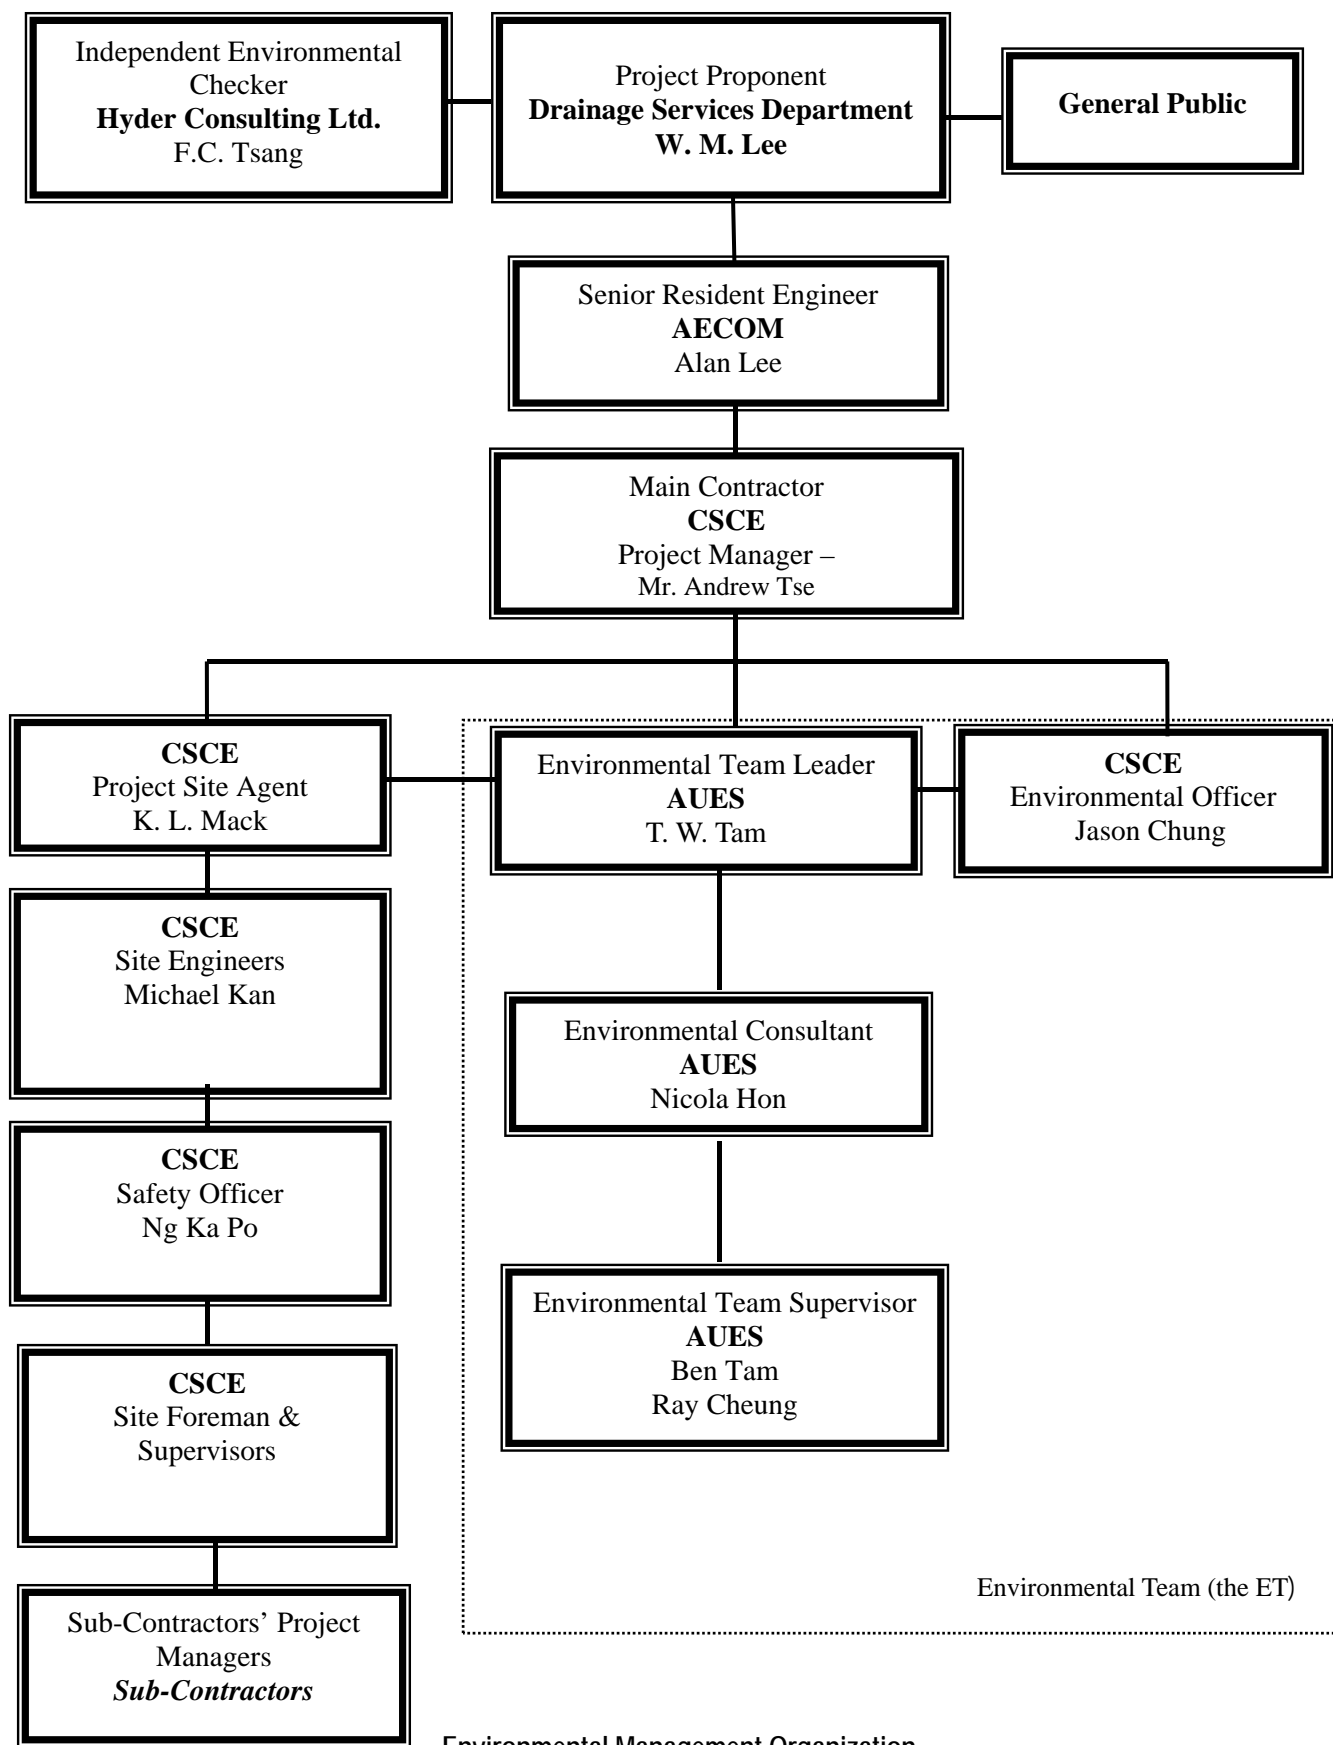 Independent Environmental
Checker
Hyder Consulting Ltd.
F.C. Tsang
Project Proponent
Drainage Services Department
W. M. Lee
General Public
Senior Resident Engineer
AECOM
Alan Lee
Main Contractor
CSCE
Project Manager –
Mr. Andrew Tse
CSCE
Project Site Agent
K. L. Mack
Environmental Team Leader
AUES
T. W. Tam
CSCE
Environmental Officer
Jason Chung
CSCE
Site Engineers
Michael Kan
Environmental Consultant
AUES
Nicola Hon
CSCE
Safety Officer
Ng Ka Po
Environmental Team Supervisor
AUES
Ben Tam
Ray Cheung
CSCE
Site Foreman &
Supervisors
Environmental Team (the ET)
Sub-Contractors’ Project
Managers
Sub-Contractors
Environmental Management Organization